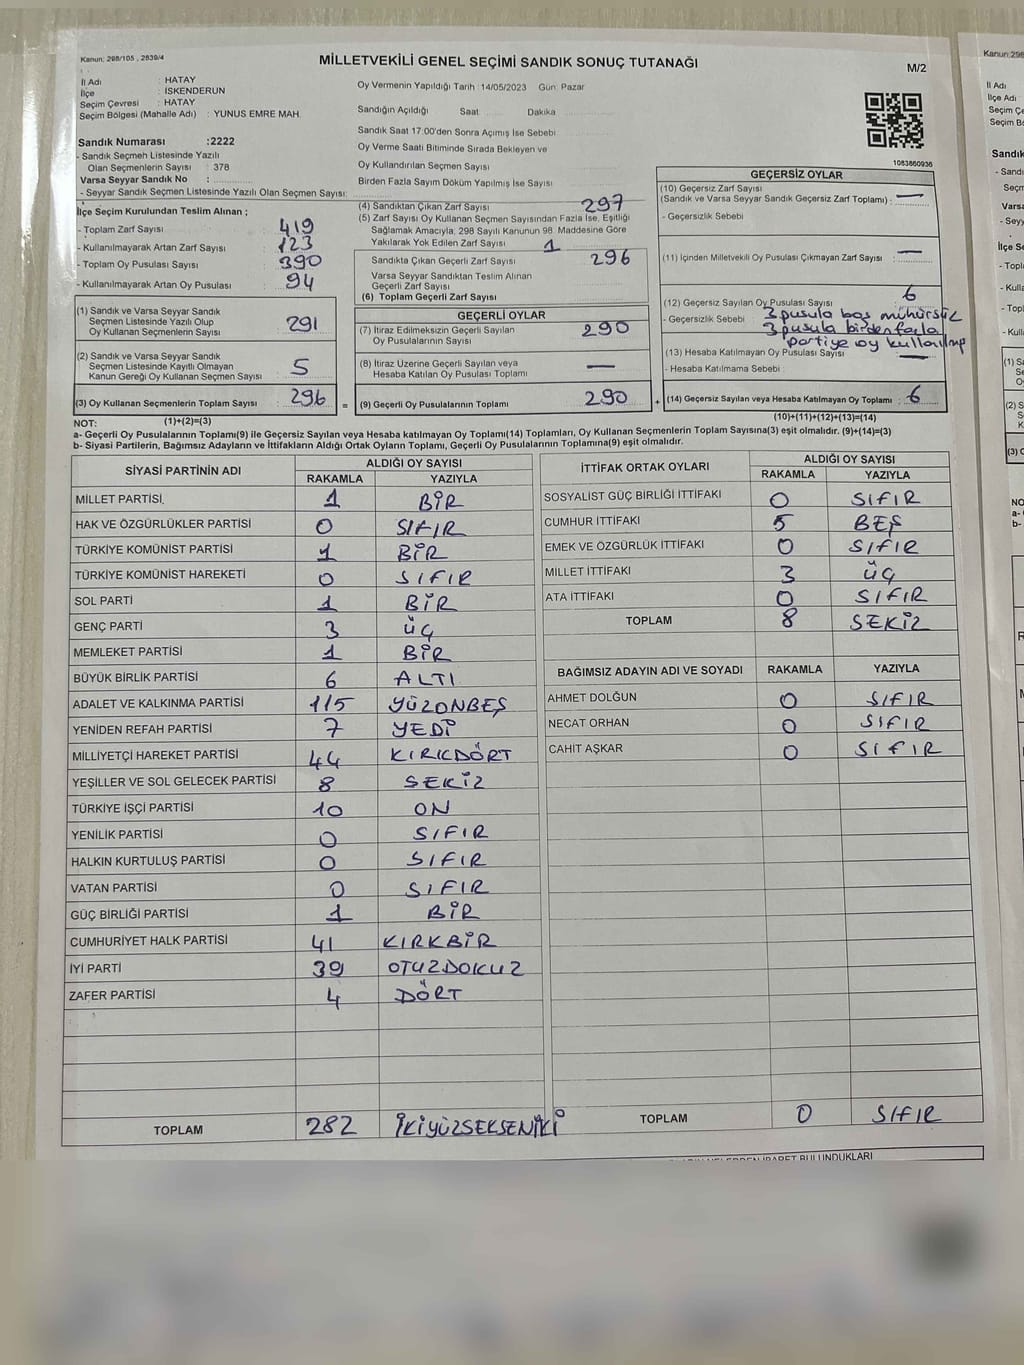 Kanun: 298/105 , 2839/4
MİLLETVEKİLİ GENEL SEÇİMİ SANDIK SONUÇ TUTANAĞI
M/2
İl Adı : HATAY
İlçe : İSKENDERUN
Seçim Çevresi : HATAY
Seçim Bölgesi (Mahalle Adı) : YUNUS EMRE MAH.
Sandık Numarası :2222
- Sandık Seçmen Listesinde Yazılı
Olan Seçmenlerin Sayısı : 378
Varsa Seyyar Sandık No :
- Seyyar Sandık Seçmen Listesinde Yazılı Olan Seçmen Sayısı:
Oy Vermenin Yapıldığı Tarih :14/05/2023 Gün: Pazar
Sandığın Açıldığı Saat: Dakika
Sandık Saat 17:00'den Sonra Açımış İse Sebebi
Oy Verme Saati Bitiminde Sırada Bekleyen ve
Oy Kullandırılan Seçmen Sayısı
Birden Fazla Sayım Döküm Yapılmış İse Sayısı
1083860936
İlçe Seçim Kurulundan Teslim Alınan ;
- Toplam Zarf Sayısı : 419
- Kullanılmayarak Artan Zarf Sayısı : 123
- Toplam Oy Pusulası Sayısı : 390
- Kullanılmayarak Artan Oy Pusulası : 94
(4) Sandıktan Çıkan Zarf Sayısı : 297
(5) Zarf Sayısı Oy Kullanan Seçmen Sayısından Fazla İse, Eşitliği
Sağlamak Amacıyla, 298 Sayılı Kanunun 98. Maddesine Göre
Yakılarak Yok Edilen Zarf Sayısı : 1
Sandıkta Çıkan Geçerli Zarf Sayısı : 296
Varsa Seyyar Sandıktan Teslim Alınan
Geçerli Zarf Sayısı
(6) Toplam Geçerli Zarf Sayısı
GEÇERSİZ OYLAR
(10) Geçersiz Zarf Sayısı
(Sandık ve Varsa Seyyar Sandık Geçersiz Zarf Toplamı) : —
- Geçersizlik Sebebi
(11) İçinden Milletvekili Oy Pusulası Çıkmayan Zarf Sayısı : —
(12) Geçersiz Sayılan Oy Pusulası Sayısı : 6
- Geçersizlik Sebebi : 3 pusula baş mühürsüz
3 pusula birden fazla
partiye oy kullanılmış
(13) Hesaba Katılmayan Oy Pusulası Sayısı : —
- Hesaba Katılmama Sebebi :
(14) Geçersiz Sayılan veya Hesaba Katılmayan Oy Toplamı : 6
(10)+(11)+(12)+(13)=(14)
(1) Sandık ve Varsa Seyyar Sandık
Seçmen Listesinde Yazılı Olup
Oy Kullanan Seçmenlerin Sayısı : 291
(2) Sandık ve Varsa Seyyar Sandık
Seçmen Listesinde Kayıtlı Olmayan
Kanun Gereği Oy Kullanan Seçmen Sayısı : 5
(3) Oy Kullanan Seçmenlerin Toplam Sayısı : 296 =
(1)+(2)=(3)
GEÇERLİ OYLAR
(7) İtiraz Edilmeksizin Geçerli Sayılan
Oy Pusulalarının Sayısı : 290
(8) İtiraz Üzerine Geçerli Sayılan veya
Hesaba Katılan Oy Pusulası Toplamı : —
(9) Geçerli Oy Pusulalarının Toplamı : 290 +
NOT:
a- Geçerli Oy Pusulasının Toplamı(9) ile Geçersiz Sayılan veya Hesaba katılmayan Oy Toplamı(14) Toplamları, Oy Kullanan Seçmenlerin Toplam Sayısına(3) eşit olmalıdır. (9)+(14)=(3)
b- Siyasi Partilerin, Bağımsız Adayların ve İttifakların Aldığı Ortak Oyların Toplamı, Geçerli Oy Pusulalarının Toplamına(9) eşit olmalıdır.
SİYASİ PARTİNİN ADI ALDIĞI OY SAYISI
RAKAMLA YAZIYLA
MİLLET PARTİSİ 1 BİR
HAK VE ÖZGÜRLÜKLER PARTİSİ 0 SIFIR
TÜRKİYE KOMÜNİST PARTİSİ 1 BİR
TÜRKİYE KOMÜNİST HAREKETİ 0 SIFIR
SOL PARTİ 1 BİR
GENÇ PARTİ 3 ÜÇ
MEMLEKET PARTİSİ 1 BİR
BÜYÜK BİRLİK PARTİSİ 6 ALTI
ADALET VE KALKINMA PARTİSİ 115 YÜZONBEŞ
YENİDEN REFAH PARTİSİ 7 YEDİ
MİLLİYETÇİ HAREKET PARTİSİ 44 KIRKDÖRT
YEŞİLLER VE SOL GELECEK PARTİSİ 8 SEKİZ
TÜRKİYE İŞÇİ PARTİSİ 10 ON
YENİLİK PARTİSİ 0 SIFIR
HALKIN KURTULUŞ PARTİSİ 0 SIFIR
VATAN PARTİSİ 0 SIFIR
GÜÇ BİRLİĞİ PARTİSİ 1 BİR
CUMHURİYET HALK PARTİSİ 41 KIRKBİR
İYİ PARTİ 39 OTUZDOKUZ
ZAFER PARTİSİ 4 DÖRT
TOPLAM 282 İKİYÜZSEKSENİKİ
İTTİFAK ORTAK OYLARI ALDIĞI OY SAYISI
RAKAMLA YAZIYLA
SOSYALİST GÜÇ BİRLİĞİ İTTİFAKI 0 SIFIR
CUMHUR İTTİFAKI 5 BEŞ
EMEK VE ÖZGÜRLÜK İTTİFAKI 0 SIFIR
MİLLET İTTİFAKI 3 ÜÇ
ATA İTTİFAKI 0 SIFIR
TOPLAM 8 SEKİZ
BAĞIMSIZ ADAYIN ADI VE SOYADI RAKAMLA YAZIYLA
AHMET DOLĞUN 0 SIFIR
NECAT ORHAN 0 SIFIR
CAHİT AŞKAR 0 SIFIR
TOPLAM 0 SIFIR
Kanun:298
İl Adı
İlçe Adı